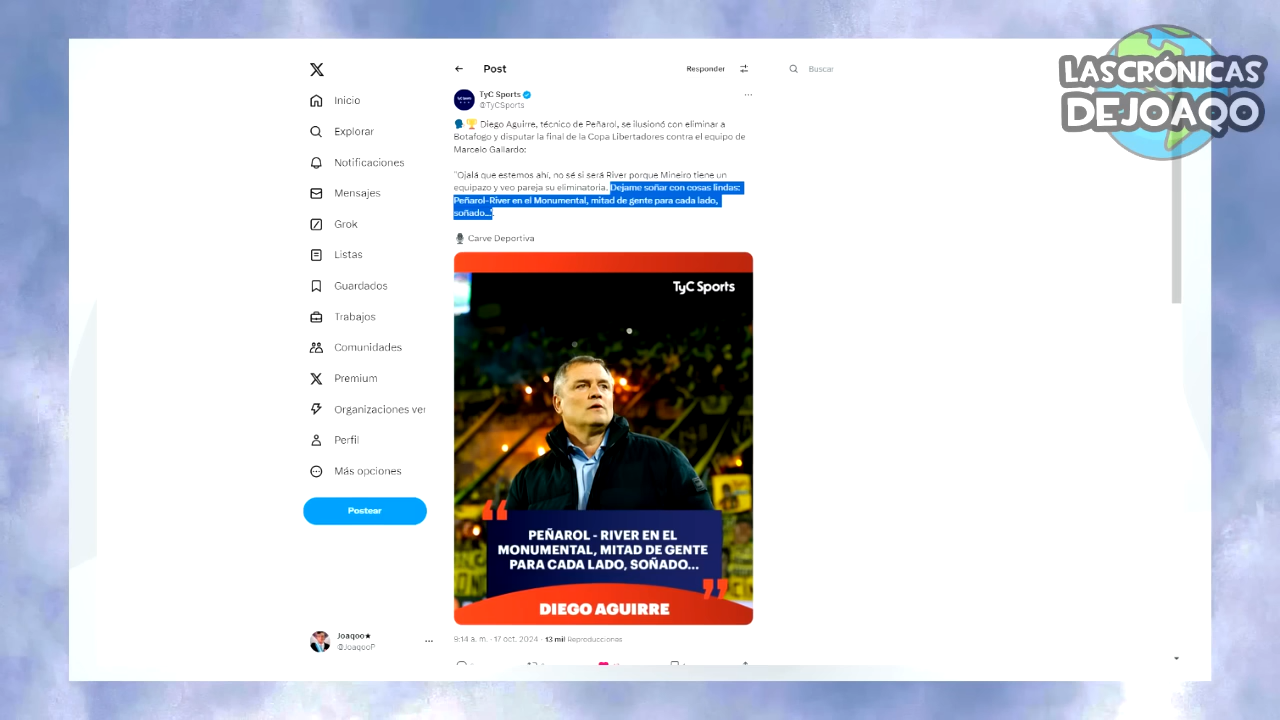 LAS CRÓNICAS
DE JOAQO
Post
Responder
Buscar
Inicio
Explorar
Notificaciones
Mensajes
Grok
Listas
Guardados
Trabajos
Comunidades
Premium
Organizaciones ver
Perfil
Más opciones
Postear
Joaqoo★
@JoaqooP
TyC Sports
@TyCSports
🗣️🏆 Diego Aguirre, técnico de Peñarol, se ilusionó con eliminar a
Botafogo y disputar la final de la Copa Libertadores contra el equipo de
Marcelo Gallardo:
"Ojalá que estemos ahí, no sé si será River porque Mineiro tiene un
equipazo y veo pareja su eliminatoria. Dejame soñar con cosas lindas:
Peñarol-River en el Monumental, mitad de gente para cada lado,
soñado...".
🎙️ Carve Deportiva
TyC Sports
PEÑAROL - RIVER EN EL
MONUMENTAL, MITAD DE GENTE
PARA CADA LADO, SOÑADO...
DIEGO AGUIRRE
9:14 a. m. · 17 oct. 2024 · 13 mil Reproducciones